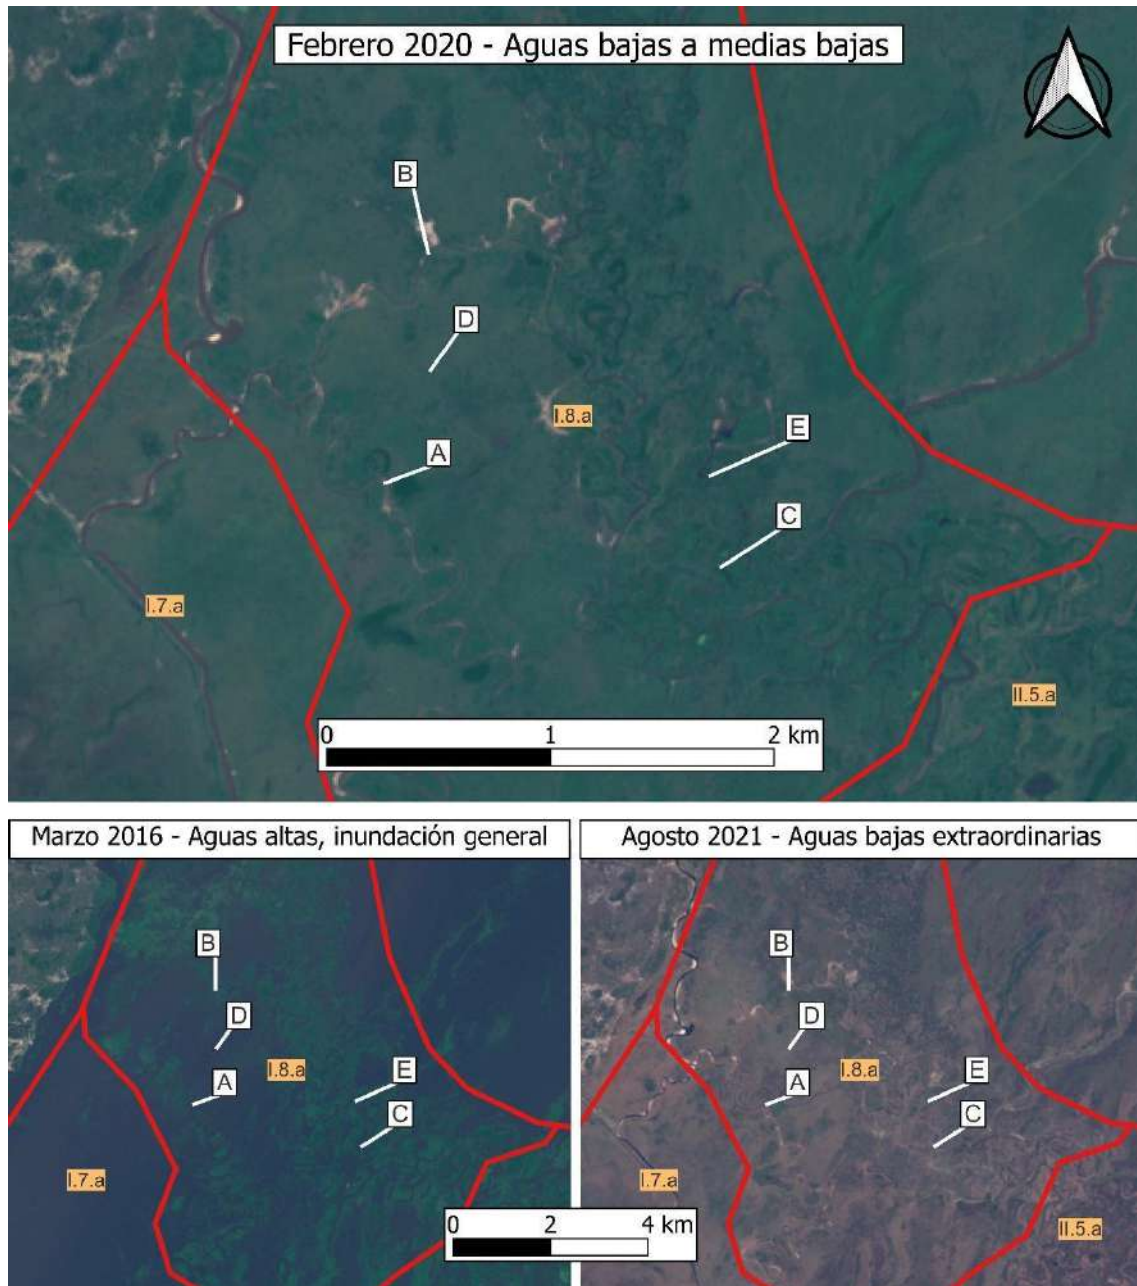 Febrero 2020 - Aguas bajas a medias bajas
B
D
I.8.a
A
E
C
I.7.a
II.5.a
0 1 2 km
Marzo 2016 - Aguas altas, inundación general
B
D
I.8.a
A
E
C
I.7.a
Agosto 2021 - Aguas bajas extraordinarias
B
D
I.8.a
A
E
C
I.7.a
II.5.a
0 2 4 km